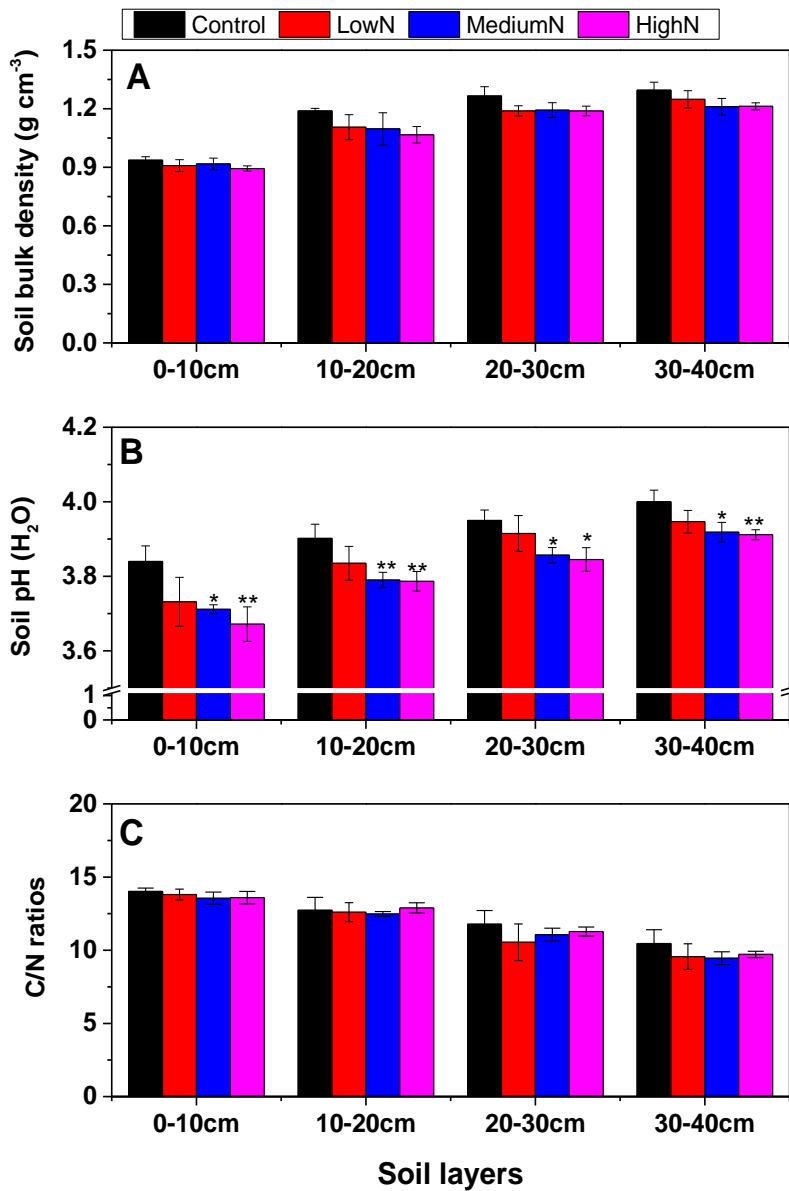 Control LowN MediumN HighN
A
Soil bulk density (g cm⁻³)
1.5
1.2
0.9
0.6
0.3
0.0
0-10cm 10-20cm 20-30cm 30-40cm
B
Soil pH (H₂O)
4.2
4.0
3.8
3.6
1
0
* ** ** ** * * * **
0-10cm 10-20cm 20-30cm 30-40cm
C
C/N ratios
20
15
10
5
0
0-10cm 10-20cm 20-30cm 30-40cm
Soil layers